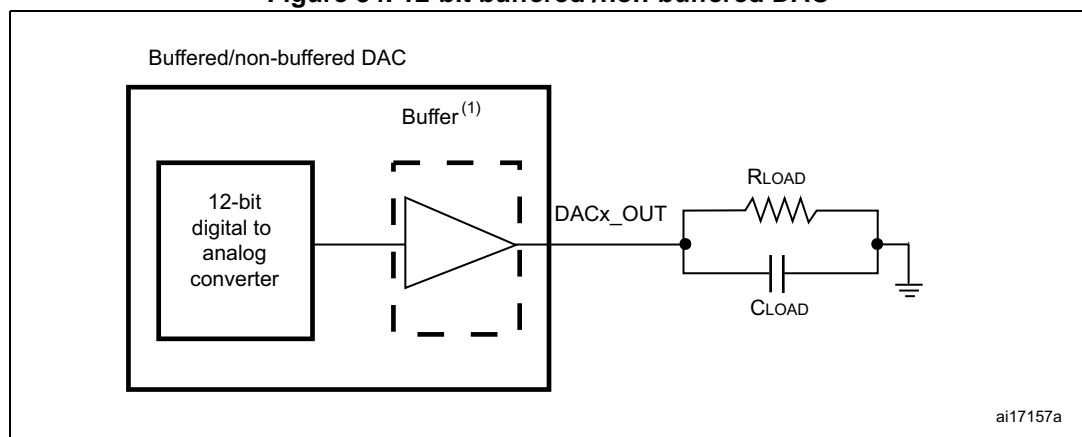 Figure 54. 12-bit buffered /non-buffered DAC
Buffered/non-buffered DAC
Buffer(1)
12-bit
digital to
analog
converter
DACx_OUT
RLOAD
CLOAD
ai17157a